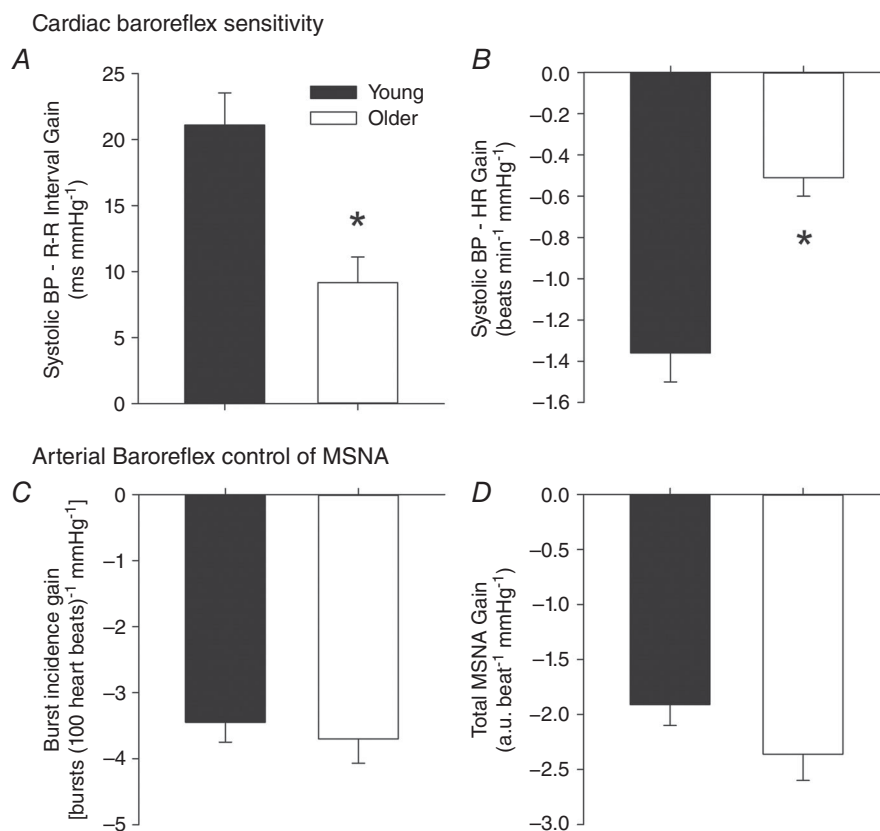 Cardiac baroreflex sensitivity
A
Systolic BP - R-R Interval Gain
(ms mmHg⁻¹)
25
20
15
10
5
0
Young
Older
*
B
Systolic BP - HR Gain
(beats min⁻¹ mmHg⁻¹)
0.0
−0.2
−0.4
−0.6
−0.8
−1.0
−1.2
−1.4
−1.6
*
Arterial Baroreflex control of MSNA
C
Burst incidence gain
[bursts (100 heart beats)⁻¹ mmHg⁻¹]
0
−1
−2
−3
−4
−5
D
Total MSNA Gain
(a.u. beat⁻¹ mmHg⁻¹)
0.0
−0.5
−1.0
−1.5
−2.0
−2.5
−3.0